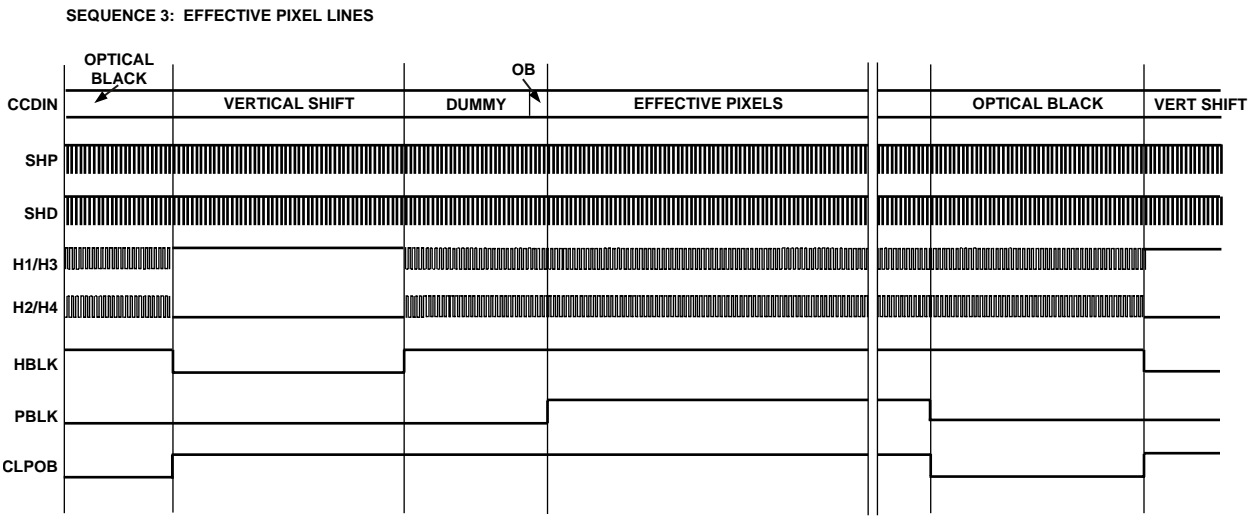 SEQUENCE 3: EFFECTIVE PIXEL LINES
OPTICAL
BLACK
OB
CCDIN
VERTICAL SHIFT
DUMMY
EFFECTIVE PIXELS
OPTICAL BLACK
VERT SHIFT
SHP
SHD
H1/H3
H2/H4
HBLK
PBLK
CLPOB